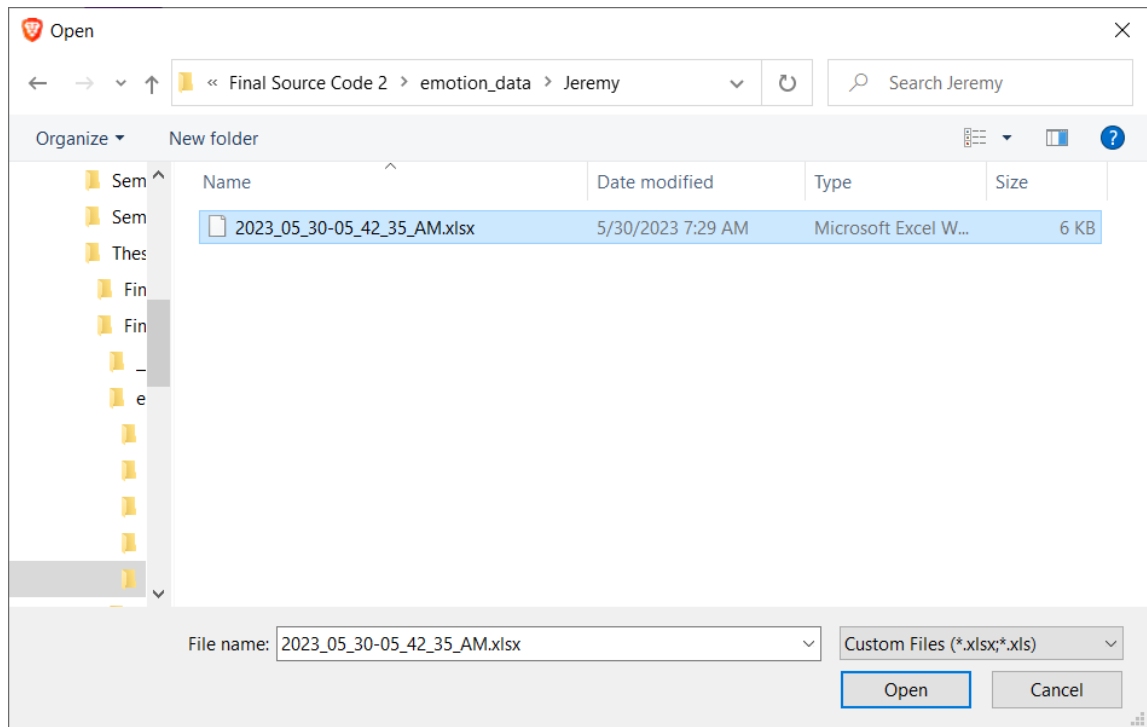 Open
« Final Source Code 2 > emotion_data > Jeremy
Search Jeremy
Organize
New folder
Name Date modified Type Size
Sem
Sem
Thes
Fin
Fin
_
e
2023_05_30-05_42_35_AM.xlsx 5/30/2023 7:29 AM Microsoft Excel W... 6 KB
File name: 2023_05_30-05_42_35_AM.xlsx Custom Files (*.xlsx;*.xls)
Open Cancel